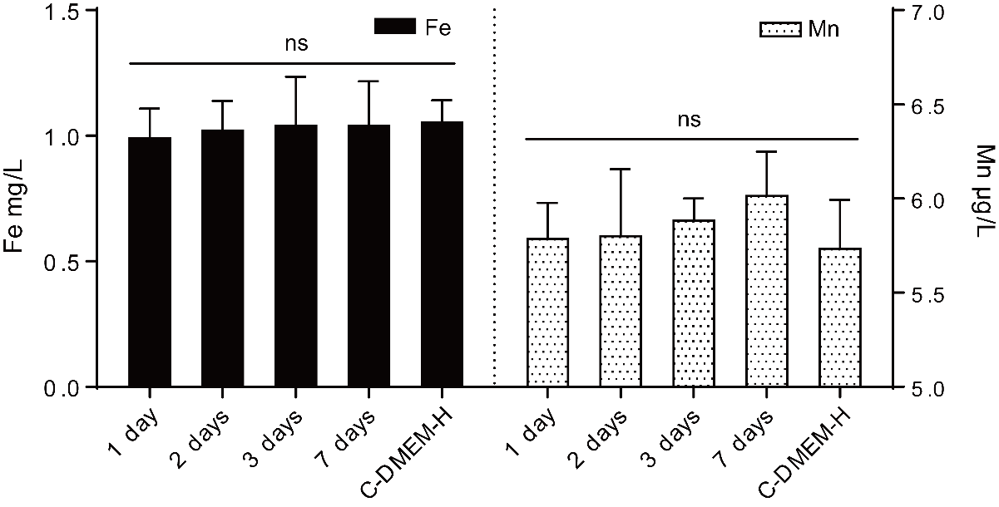 Fe mg/L
1.5
1.0
0.5
0.0
Fe
ns
1 day
2 days
3 days
7 days
C-DMEM-H
Mn
ns
1 day
2 days
3 days
7 days
C-DMEM-H
7.0
6.5
6.0
5.5
5.0
Mn µg/L